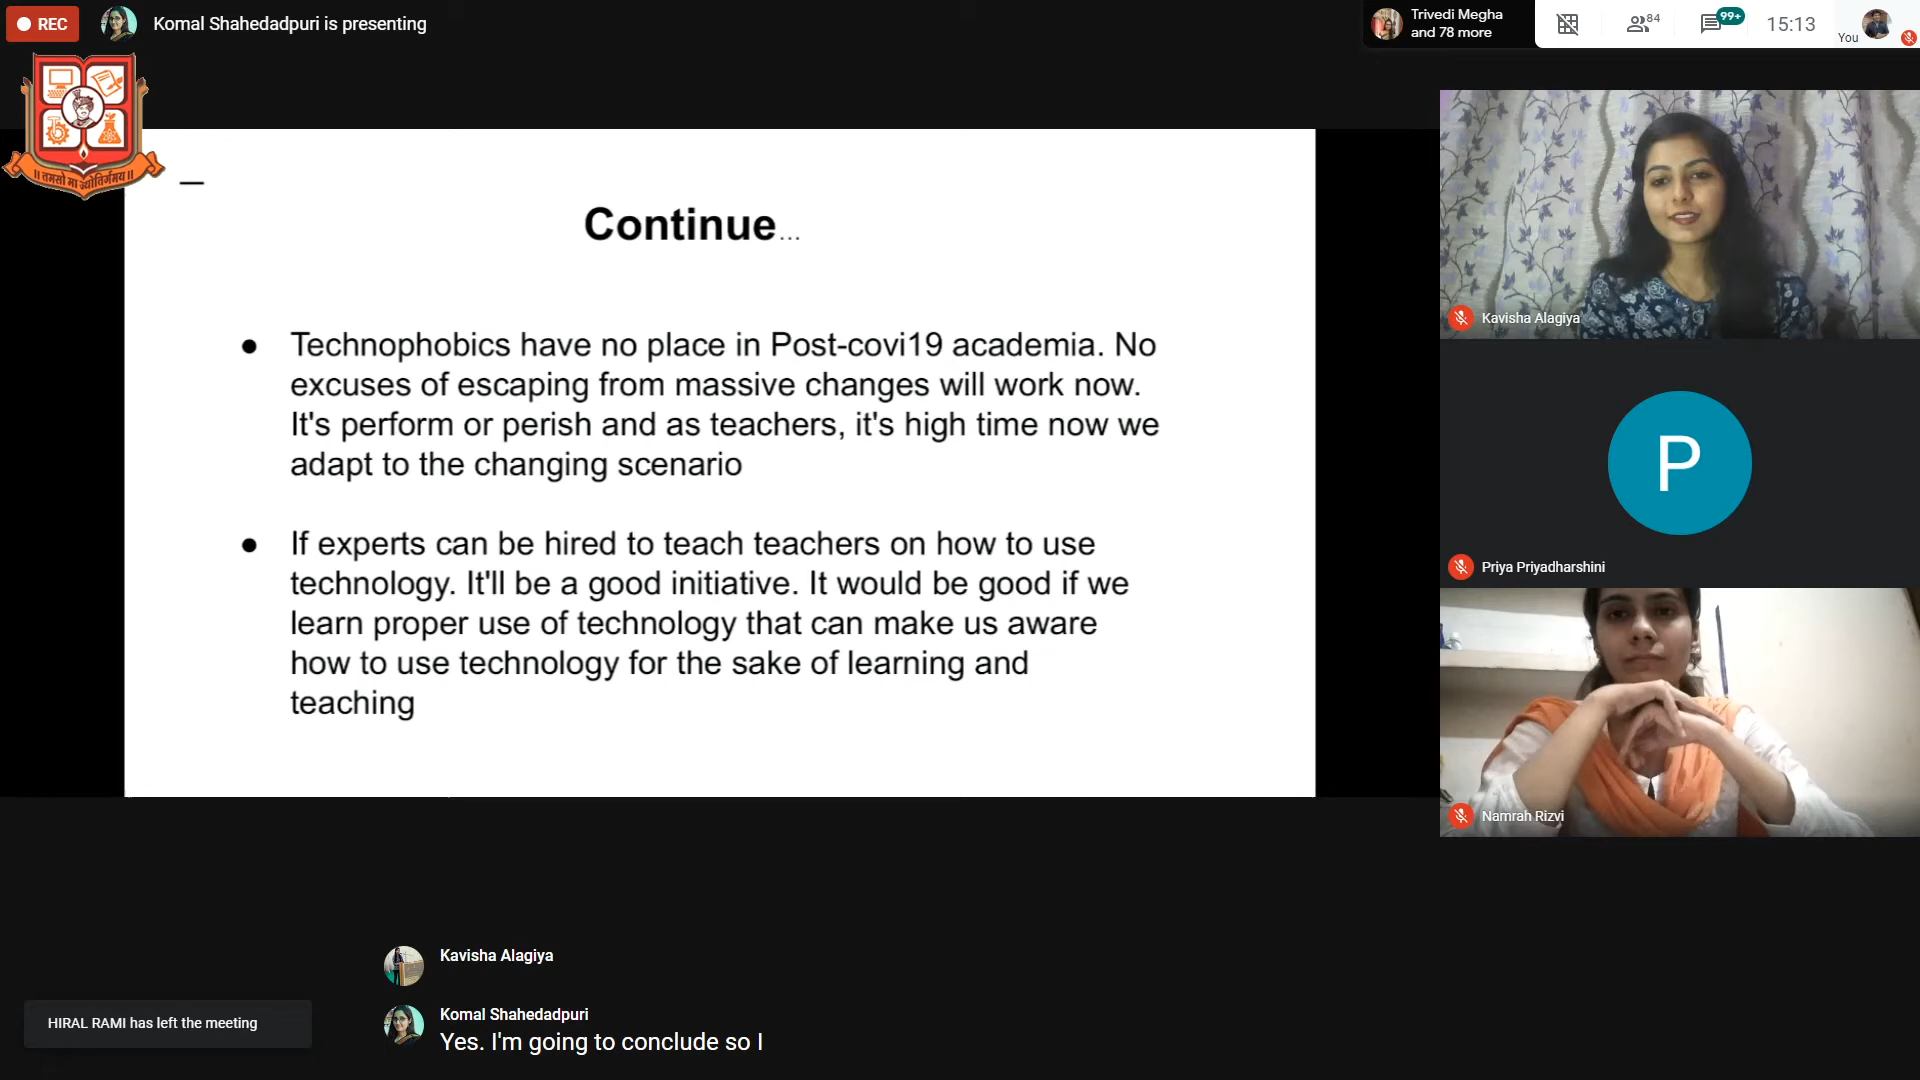 REC
Komal Shahedadpuri is presenting
Trivedi Megha
and 78 more
84
99+
15:13
You
॥ तमसो मा ज्योतिर्गमय॥
Continue...
● Technophobics have no place in Post-covi19 academia. No
excuses of escaping from massive changes will work now.
It's perform or perish and as teachers, it's high time now we
adapt to the changing scenario
● If experts can be hired to teach teachers on how to use
technology. It'll be a good initiative. It would be good if we
learn proper use of technology that can make us aware
how to use technology for the sake of learning and
teaching
Kavisha Alagiya
P
Priya Priyadharshini
Namrah Rizvi
Kavisha Alagiya
Komal Shahedadpuri
Yes. I'm going to conclude so I
HIRAL RAMI has left the meeting